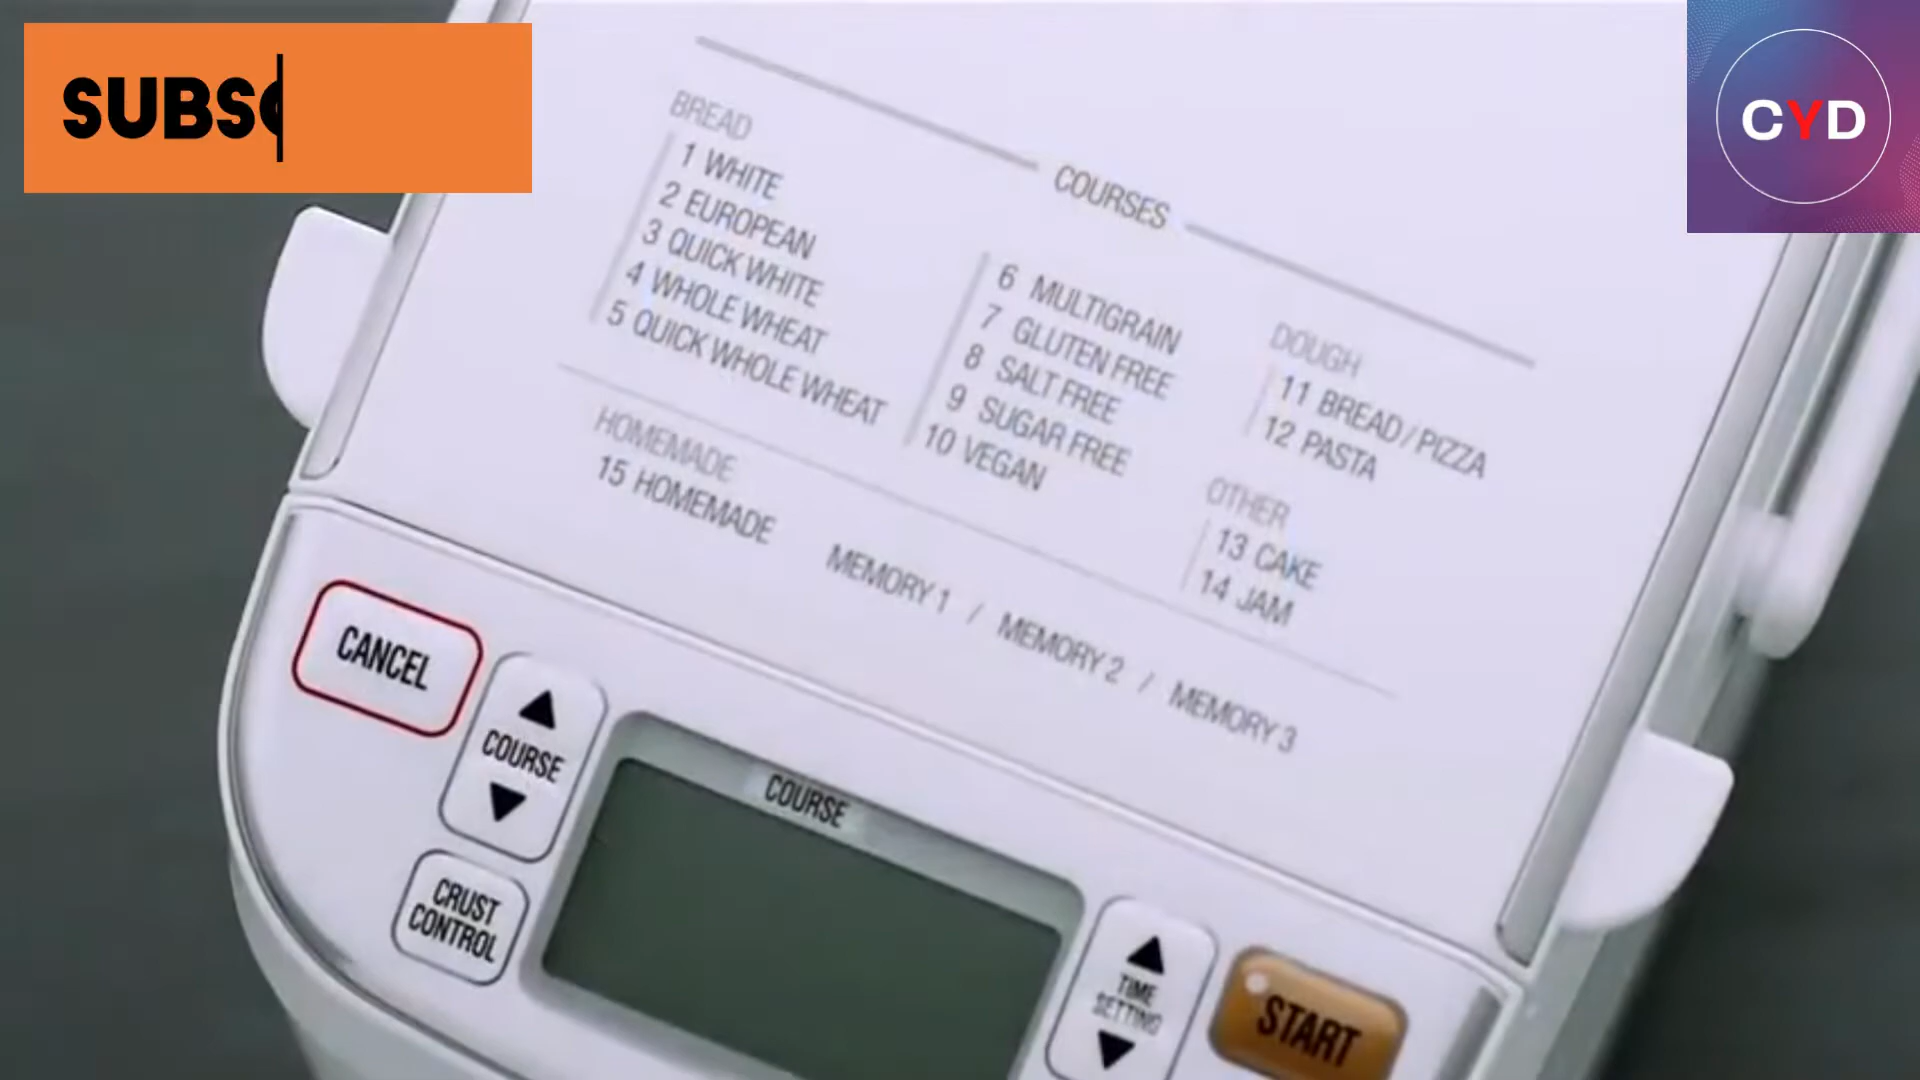 SUBS
CYD
COURSES
BREAD
1 WHITE
2 EUROPEAN
3 QUICK WHITE
4 WHOLE WHEAT
5 QUICK WHOLE WHEAT
6 MULTIGRAIN
7 GLUTEN FREE
8 SALT FREE
9 SUGAR FREE
10 VEGAN
DOUGH
11 BREAD / PIZZA
12 PASTA
OTHER
13 CAKE
14 JAM
HOMEMADE
15 HOMEMADE
MEMORY 1 / MEMORY 2 / MEMORY 3
CANCEL
COURSE
COURSE
CRUST
CONTROL
TIME
SETTING
START